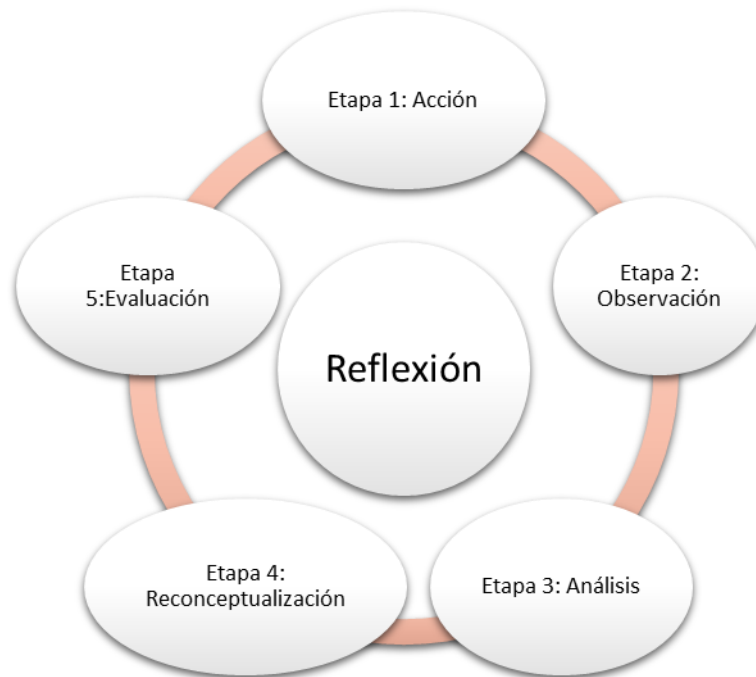 Etapa 1: Acción
Etapa 2:
Observación
Etapa 3: Análisis
Etapa 4:
Reconceptualización
Etapa
5:Evaluación
Reflexión